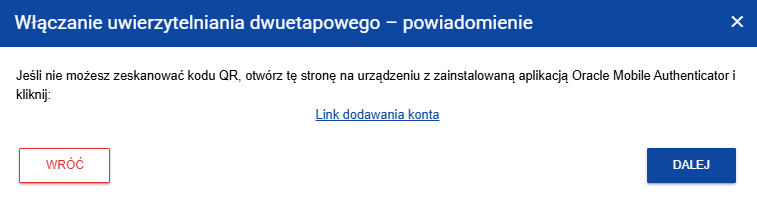 Włączanie uwierzytelniania dwuetapowego – powiadomienie
Jeśli nie możesz zeskanować kodu QR, otwórz tę stronę na urządzeniu z zainstalowaną aplikacją Oracle Mobile Authenticator i
kliknij:
Link dodawania konta
WRÓĆ
DALEJ